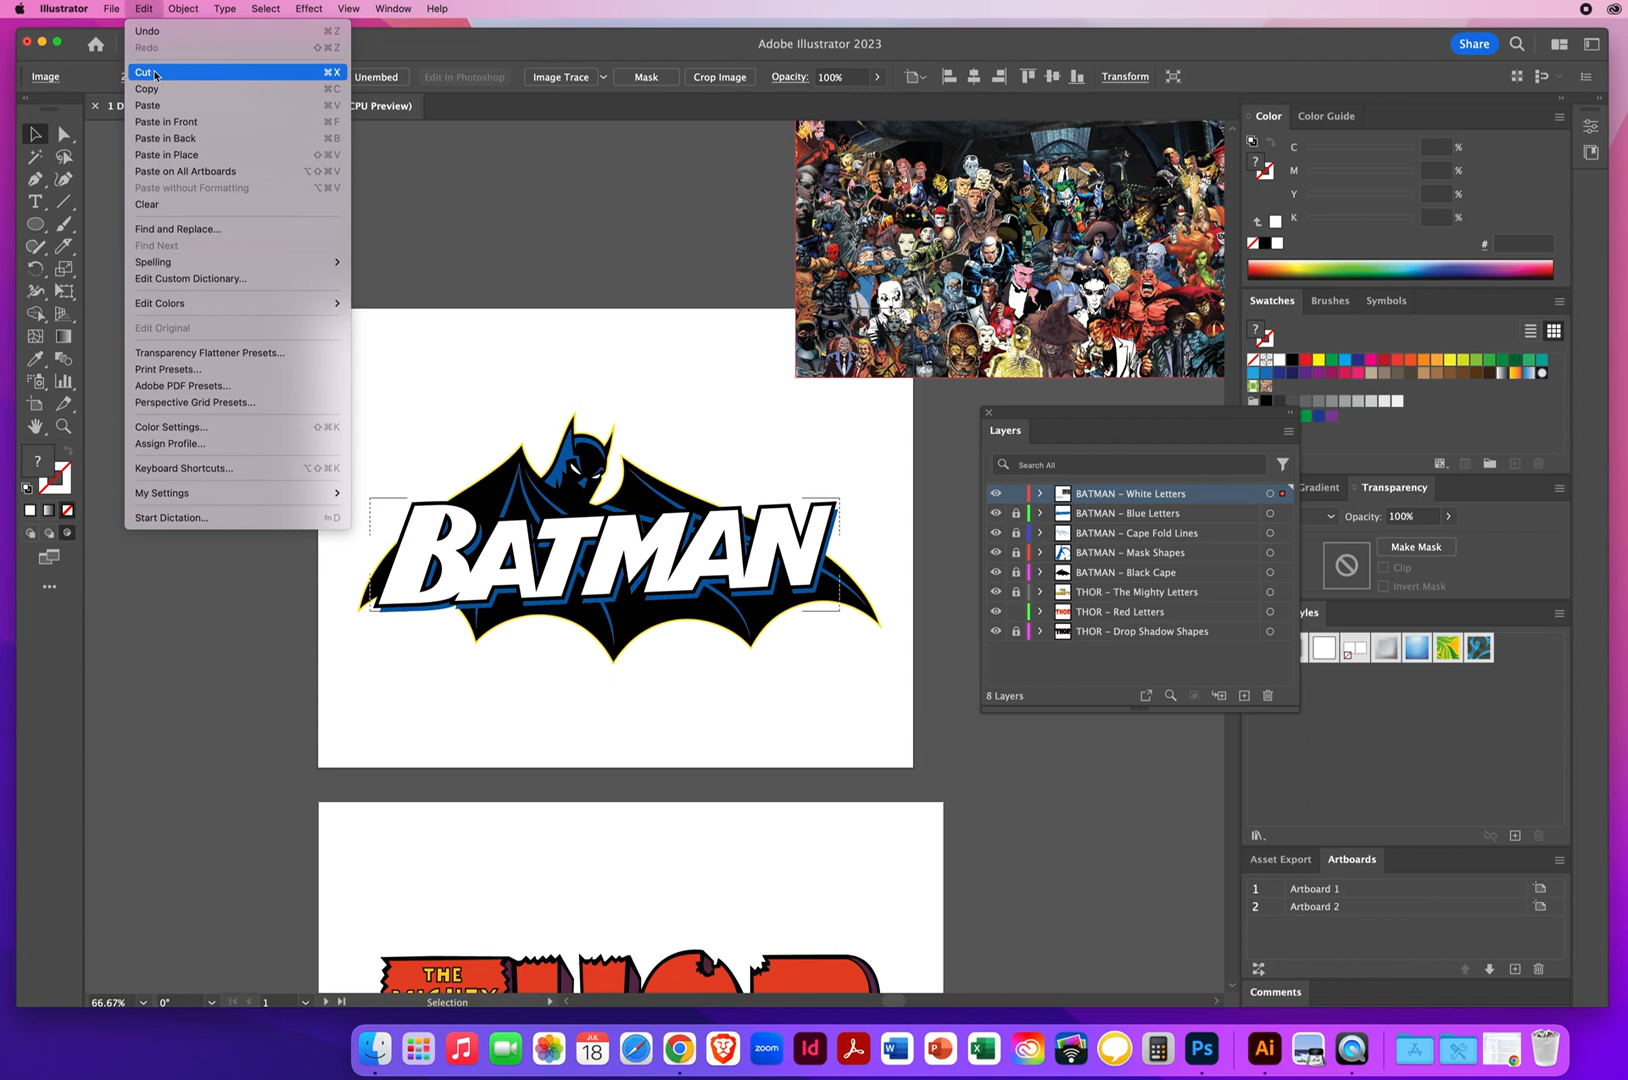 Illustrator File Edit Object Type Select Effect View Window Help
Adobe Illustrator 2023
Share
Image
Unembed
Edit In Photoshop
Image Trace
Mask
Crop Image
Opacity: 100%
Transform
CPU Preview)
Undo ⌘Z
Redo ⇧⌘Z
Cut ⌘X
Copy ⌘C
Paste ⌘V
Paste in Front ⌘F
Paste in Back ⌘B
Paste in Place ⇧⌘V
Paste on All Artboards ⌥⇧⌘V
Paste without Formatting ⌥⌘V
Clear
Find and Replace...
Find Next
Spelling
Edit Custom Dictionary...
Edit Colors
Edit Original
Transparency Flattener Presets...
Print Presets...
Adobe PDF Presets...
Perspective Grid Presets...
Color Settings... ⇧⌘K
Assign Profile...
Keyboard Shortcuts... ⌥⇧⌘K
My Settings
Start Dictation... fn D
BATMAN
THE
Layers
Search All
BATMAN – White Letters
BATMAN – Blue Letters
BATMAN – Cape Fold Lines
BATMAN – Mask Shapes
BATMAN – Black Cape
THOR – The Mighty Letters
THOR – Red Letters
THOR – Drop Shadow Shapes
8 Layers
Color Color Guide
C %
M %
Y %
K %
#
Swatches Brushes Symbols
Transparency
Opacity: 100%
Make Mask
Clip
Invert Mask
Asset Export Artboards
1 Artboard 1
2 Artboard 2
Comments
66.67% 0° 1 Selection
JUL
18
zoom
Id
W
P
X
Ps
Ai